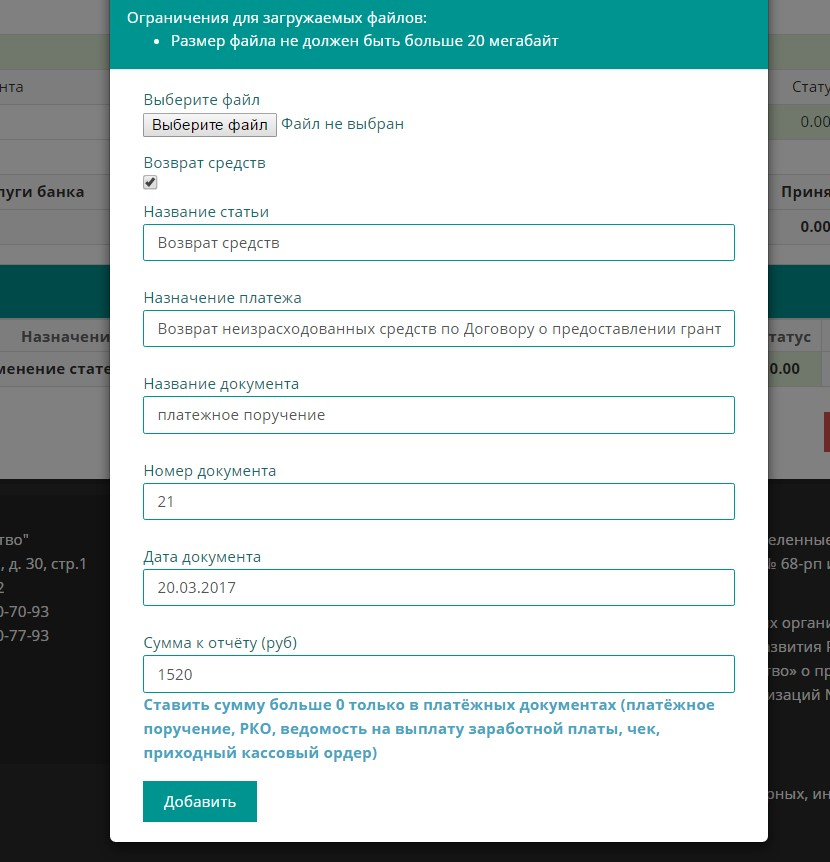 Ограничения для загружаемых файлов:
• Размер файла не должен быть больше 20 мегабайт
Выберите файл
Выберите файл Файл не выбран
Возврат средств
Название статьи
Возврат средств
Назначение платежа
Возврат неизрасходованных средств по Договору о предоставлении грант
Название документа
платежное поручение
Номер документа
21
Дата документа
20.03.2017
Сумма к отчёту (руб)
1520
Ставить сумму больше 0 только в платёжных документах (платёжное
поручение, РКО, ведомость на выплату заработной платы, чек,
приходный кассовый ордер)
Добавить
нта
луги банка
Назначени
менение стате
тво"
, д. 30, стр.1
2
0-70-93
0-77-93
Стату
0.00
Приня
0.00
татус
0.00
еленные
№ 68-рп и
х органи
азвития Р
тво» о пр
изаций №
рных, ин